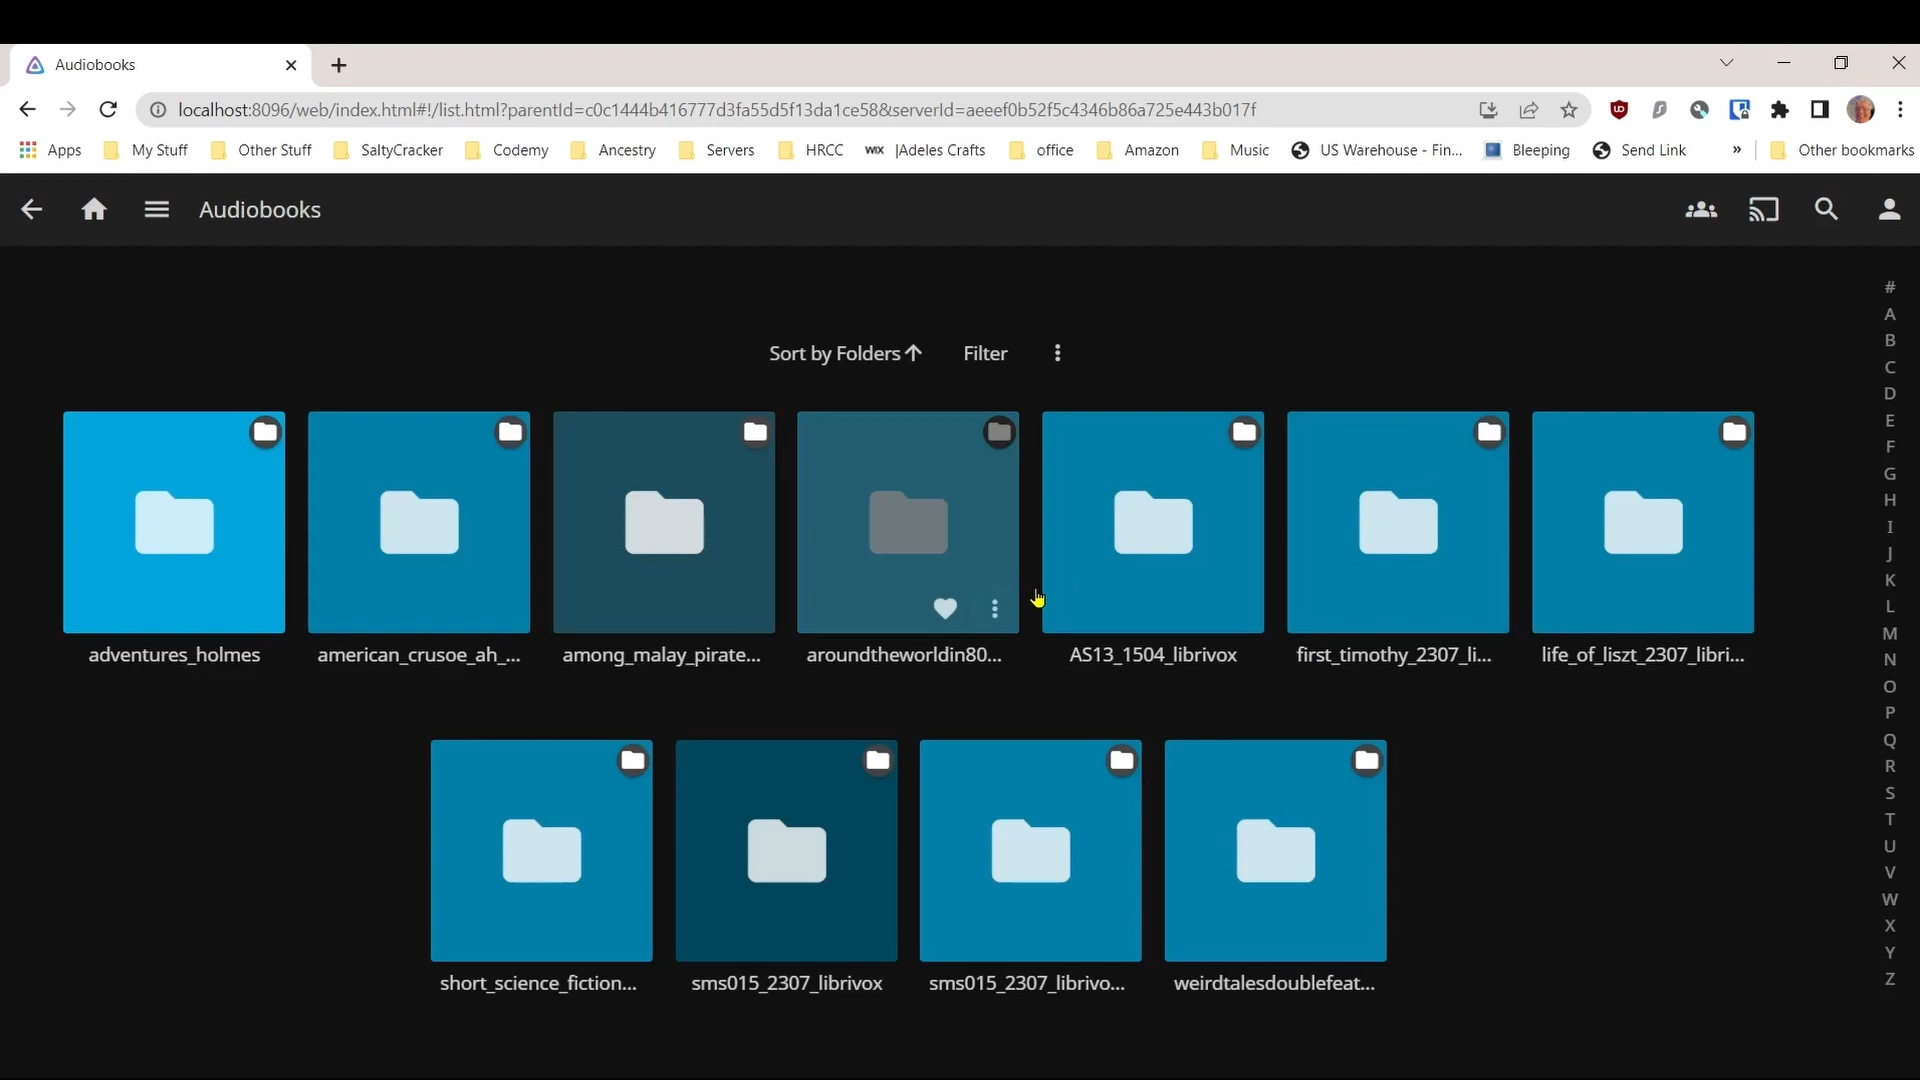 Audiobooks
localhost:8096/web/index.html#!/list.html?parentId=c0c1444b416777d3fa55d5f13da1ce58&serverId=aeeef0b52f5c4346b86a725e443b017f
Apps My Stuff Other Stuff SaltyCracker Codemy Ancestry Servers HRCC WIX |Adeles Crafts office Amazon Music US Warehouse - Fin... Bleeping Send Link » Other bookmarks
Audiobooks
Sort by Folders Filter
adventures_holmes american_crusoe_ah_... among_malay_pirate... aroundtheworldin80... AS13_1504_librivox first_timothy_2307_li... life_of_liszt_2307_libri...
short_science_fiction... sms015_2307_librivox sms015_2307_librivo... weirdtalesdoublefeat...
#
A
B
C
D
E
F
G
H
I
J
K
L
M
N
O
P
Q
R
S
T
U
V
W
X
Y
Z